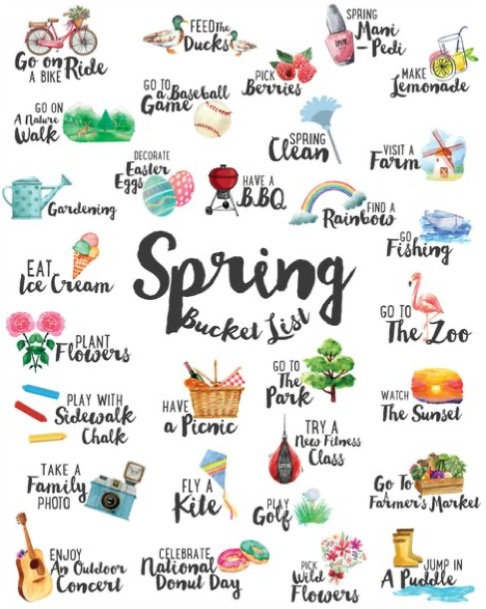 Go on
A BIKE Ride
FEED The
Ducks
SPRING
Mani
-Pedi
MAKE
Lemonade
GO ON
A Nature
Walk
GO TO
a Baseball
Game
PICK
Berries
SPRING
Clean
VISIT A
Farm
Gardening
DECORATE
Easter
Eggs
HAVE A
B.BQ
FIND A
Rainbow
GO
Fishing
EAT
Ice Cream
Spring
Bucket List
GO TO
The Zoo
PLANT
Flowers
PLAY WITH
Sidewalk
Chalk
HAVE
a Picnic
GO TO
The
Park
WATCH
The Sunset
TAKE A
Family
PHOTO
FLY A
Kite
TRY A
New Fitness
Class
PLAY
Golf
Go To
A
Farmer's Market
ENJOY
An Outdoor
Concert
CELEBRATE
National
Donut Day
PICK
Wild
Flowers
JUMP IN
A Puddle